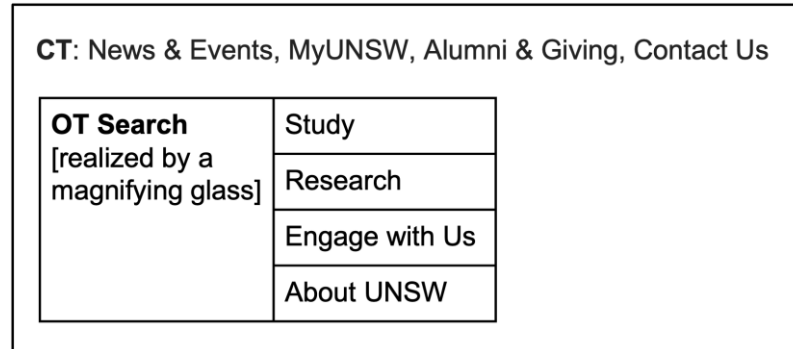 CT: News & Events, MyUNSW, Alumni & Giving, Contact Us
OT Search
[realized by a
magnifying glass]
Study
Research
Engage with Us
About UNSW